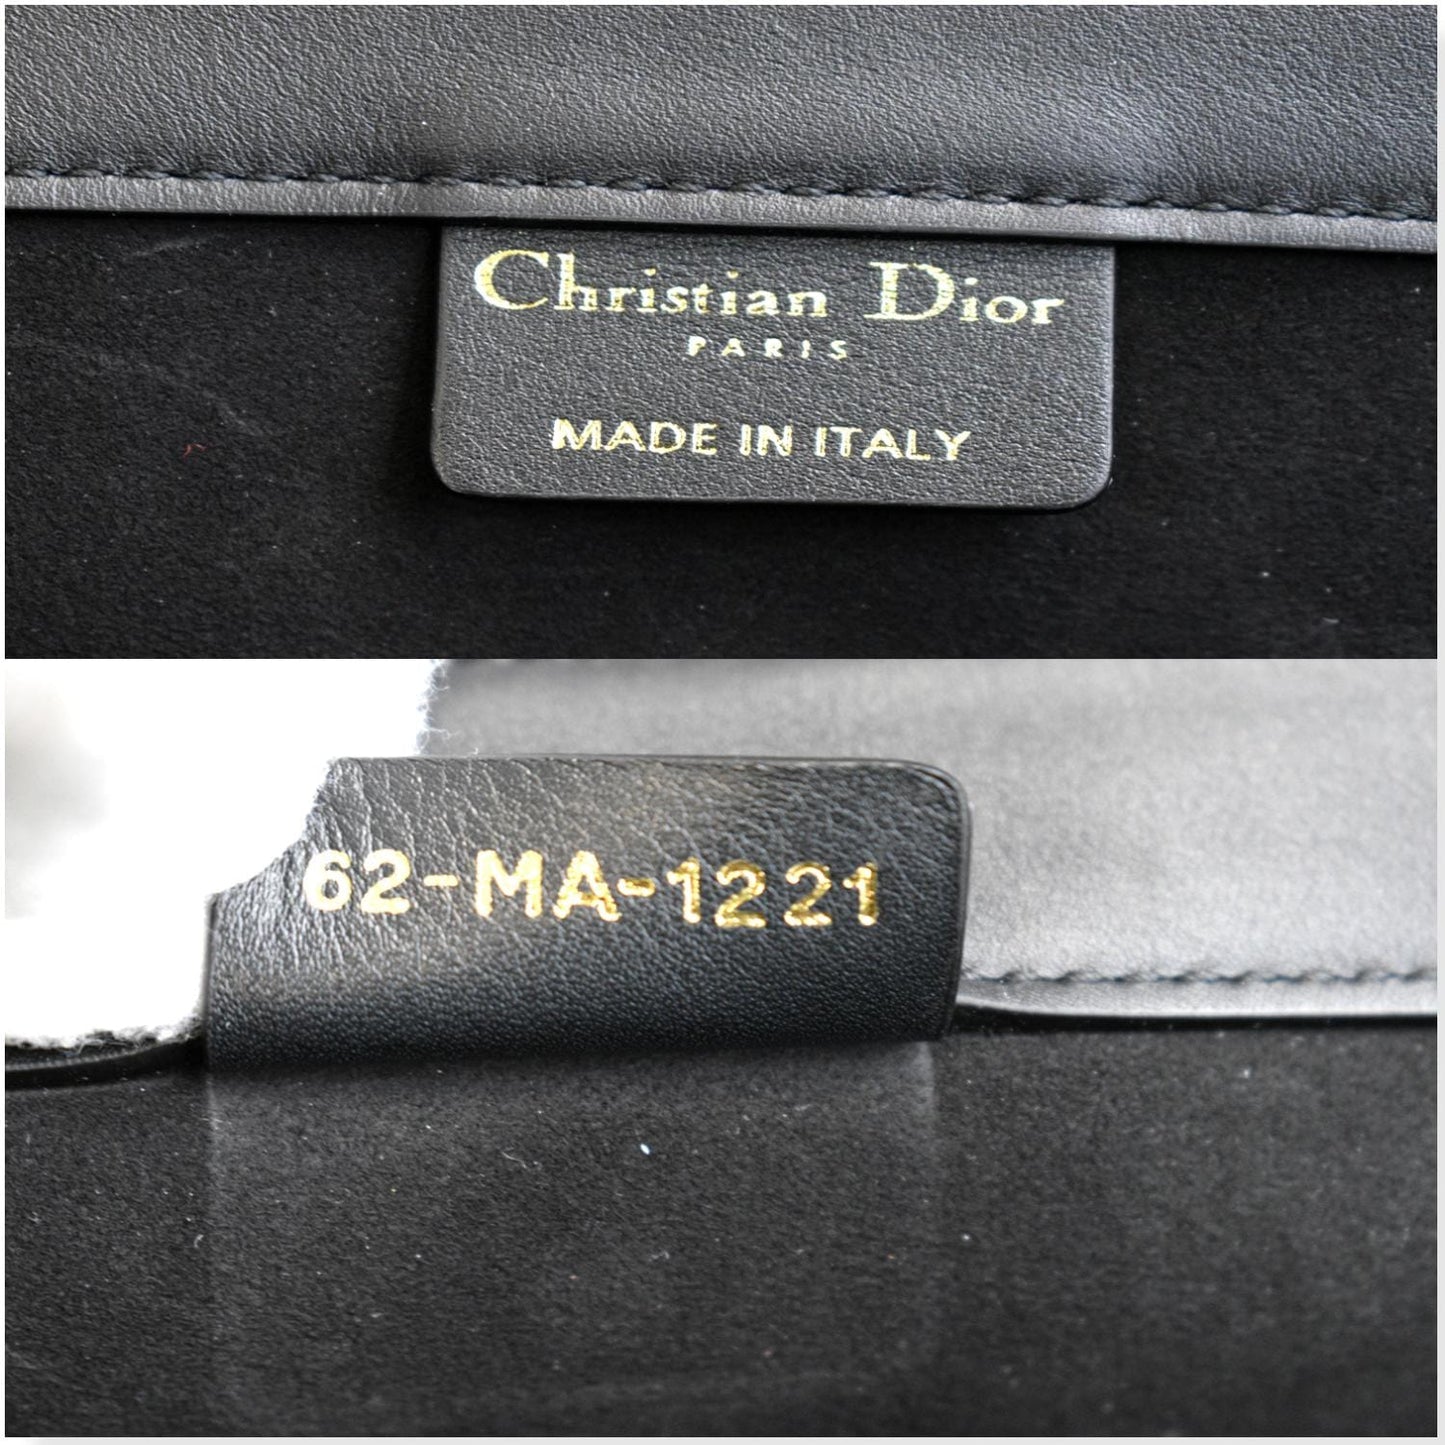 Christian Dior
PARIS
MADE IN ITALY
62-MA-1221